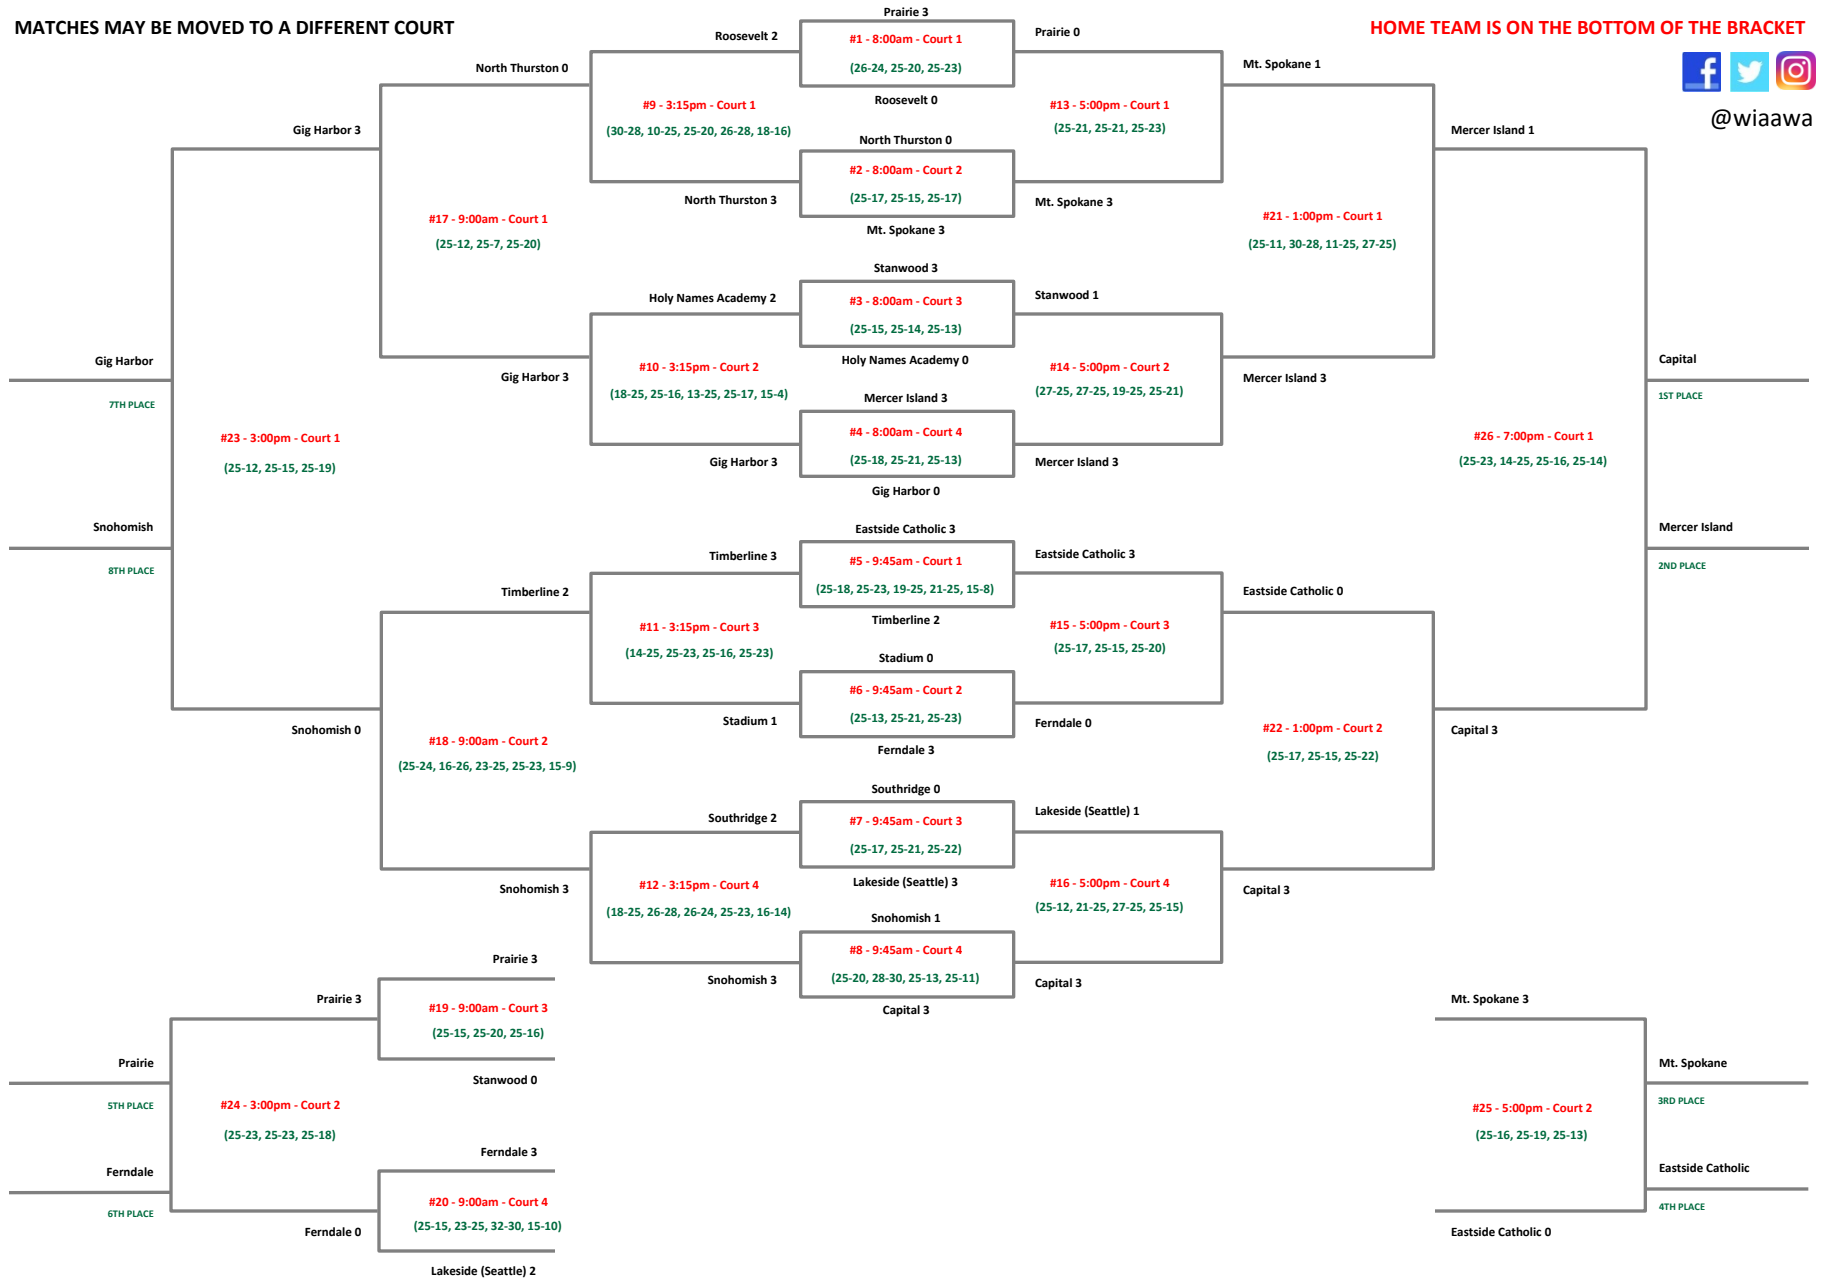 MATCHES MAY BE MOVED TO A DIFFERENT COURT
HOME TEAM IS ON THE BOTTOM OF THE BRACKET
@wiaawa
Prairie 3
#1 - 8:00am - Court 1
(26-24, 25-20, 25-23)
Roosevelt 0
North Thurston 0
#2 - 8:00am - Court 2
(25-17, 25-15, 25-17)
Mt. Spokane 3
Stanwood 3
#3 - 8:00am - Court 3
(25-15, 25-14, 25-13)
Holy Names Academy 0
Mercer Island 3
#4 - 8:00am - Court 4
(25-18, 25-21, 25-13)
Gig Harbor 0
Eastside Catholic 3
#5 - 9:45am - Court 1
(25-18, 25-23, 19-25, 21-25, 15-8)
Timberline 2
Stadium 0
#6 - 9:45am - Court 2
(25-13, 25-21, 25-23)
Ferndale 3
Southridge 0
#7 - 9:45am - Court 3
(25-17, 25-21, 25-22)
Lakeside (Seattle) 3
Snohomish 1
#8 - 9:45am - Court 4
(25-20, 28-30, 25-13, 25-11)
Capital 3
Roosevelt 2
#9 - 3:15pm - Court 1
(30-28, 10-25, 25-20, 26-28, 18-16)
North Thurston 3
Holy Names Academy 2
#10 - 3:15pm - Court 2
(18-25, 25-16, 13-25, 25-17, 15-4)
Gig Harbor 3
Timberline 3
#11 - 3:15pm - Court 3
(14-25, 25-23, 25-16, 25-23)
Stadium 1
Southridge 2
#12 - 3:15pm - Court 4
(18-25, 26-28, 26-24, 25-23, 16-14)
Snohomish 3
Prairie 0
#13 - 5:00pm - Court 1
(25-21, 25-21, 25-23)
Mt. Spokane 3
Stanwood 1
#14 - 5:00pm - Court 2
(27-25, 27-25, 19-25, 25-21)
Mercer Island 3
Eastside Catholic 3
#15 - 5:00pm - Court 3
(25-17, 25-15, 25-20)
Ferndale 0
Lakeside (Seattle) 1
#16 - 5:00pm - Court 4
(25-12, 21-25, 27-25, 25-15)
Capital 3
North Thurston 0
#17 - 9:00am - Court 1
(25-12, 25-7, 25-20)
Gig Harbor 3
Timberline 2
#18 - 9:00am - Court 2
(25-24, 16-26, 23-25, 25-23, 15-9)
Snohomish 3
Prairie 3
#19 - 9:00am - Court 3
(25-15, 25-20, 25-16)
Stanwood 0
Ferndale 3
#20 - 9:00am - Court 4
(25-15, 23-25, 32-30, 15-10)
Lakeside (Seattle) 2
Mt. Spokane 1
#21 - 1:00pm - Court 1
(25-11, 30-28, 11-25, 27-25)
Mercer Island 3
Eastside Catholic 0
#22 - 1:00pm - Court 2
(25-17, 25-15, 25-22)
Capital 3
Gig Harbor 3
#23 - 3:00pm - Court 1
(25-12, 25-15, 25-19)
Snohomish 0
Gig Harbor
7TH PLACE
Snohomish
8TH PLACE
Prairie 3
#24 - 3:00pm - Court 2
(25-23, 25-23, 25-18)
Ferndale 0
Prairie
5TH PLACE
Ferndale
6TH PLACE
Mt. Spokane 3
#25 - 5:00pm - Court 2
(25-16, 25-19, 25-13)
Eastside Catholic 0
Mt. Spokane
3RD PLACE
Eastside Catholic
4TH PLACE
Mercer Island 1
#26 - 7:00pm - Court 1
(25-23, 14-25, 25-16, 25-14)
Capital 3
Capital
1ST PLACE
Mercer Island
2ND PLACE